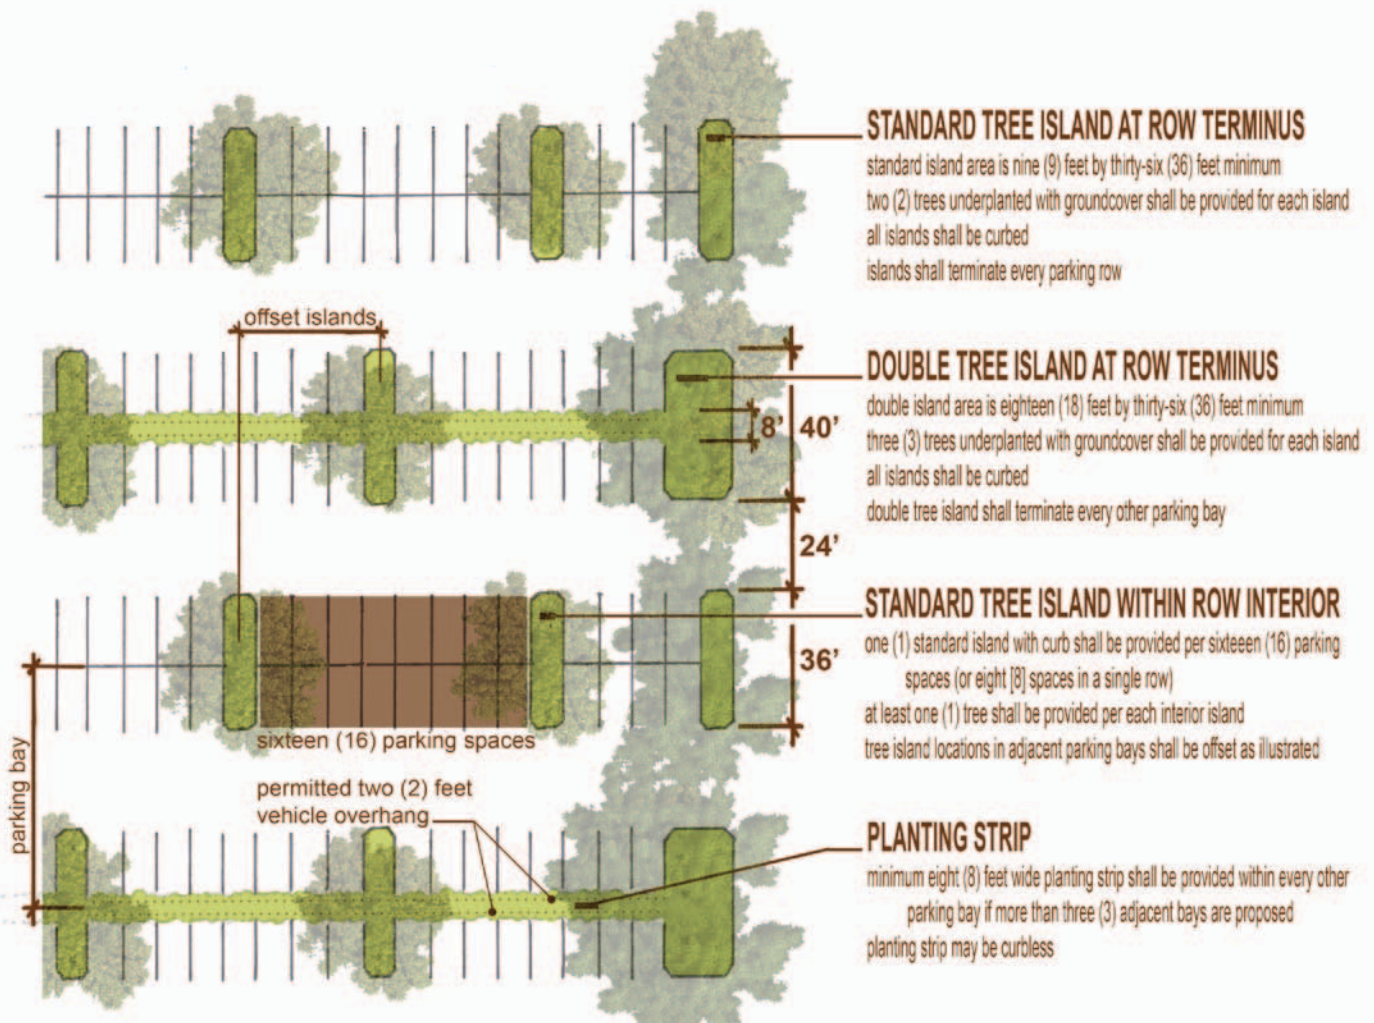 STANDARD TREE ISLAND AT ROW TERMINUS
standard island area is nine (9) feet by thirty-six (36) feet minimum
two (2) trees underplanted with groundcover shall be provided for each island
all islands shall be curbed
islands shall terminate every parking row
offset islands
DOUBLE TREE ISLAND AT ROW TERMINUS
double island area is eighteen (18) feet by thirty-six (36) feet minimum
three (3) trees underplanted with groundcover shall be provided for each island
all islands shall be curbed
double tree island shall terminate every other parking bay
8' 40'
24'
STANDARD TREE ISLAND WITHIN ROW INTERIOR
one (1) standard island with curb shall be provided per sixteeen (16) parking
spaces (or eight [8] spaces in a single row)
at least one (1) tree shall be provided per each interior island
tree island locations in adjacent parking bays shall be offset as illustrated
36'
sixteen (16) parking spaces
parking bay
permitted two (2) feet
vehicle overhang
PLANTING STRIP
minimum eight (8) feet wide planting strip shall be provided within every other
parking bay if more than three (3) adjacent bays are proposed
planting strip may be curbless